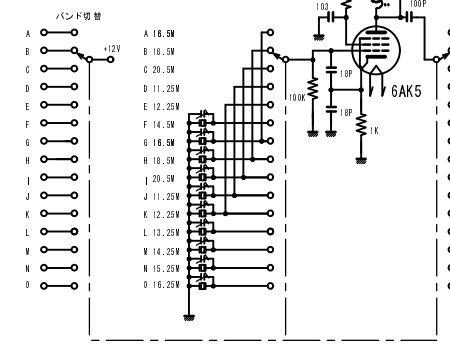 バンド切替
103
100P
A
A 16.5M
B
+12V
B 18.5M
C
C 20.5M
18P
D
D 11.25M
6AK5
E
100K
E 12.25M
18P
F
F 14.5M
1K
G
G 16.5M
H
H 18.5M
I
I 20.5M
J
J 11.25M
K
K 12.25M
L
L 13.25M
M
M 14.25M
N
N 15.25M
O
O 16.25M